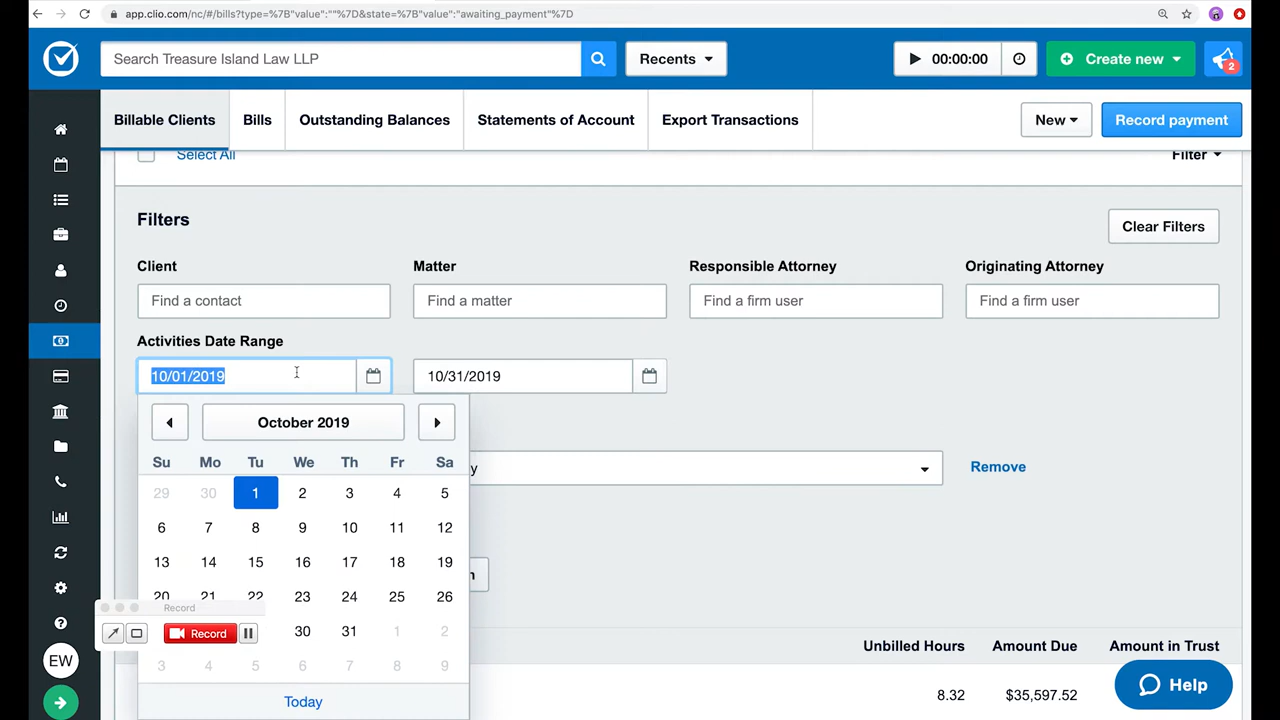 app.clio.com/nc/#/bills?type=%7B"value":""%7D&state=%7B"value":"awaiting_payment"%7D
Search Treasure Island Law LLP
Recents
00:00:00
Create new
2
Billable Clients
Bills
Outstanding Balances
Statements of Account
Export Transactions
New
Record payment
Select All
Filter
Filters
Clear Filters
Client
Matter
Responsible Attorney
Originating Attorney
Find a contact
Find a matter
Find a firm user
Find a firm user
Activities Date Range
10/01/2019
10/31/2019
October 2019
Su Mo Tu We Th Fr Sa
29 30 1 2 3 4 5
6 7 8 9 10 11 12
13 14 15 16 17 18 19
20 21 22 23 24 25 26
30 31 1 2
3 4 5 6 7 8 9
Today
y
Remove
Record
Record
EW
Unbilled Hours
Amount Due
Amount in Trust
8.32
$35,597.52
Help